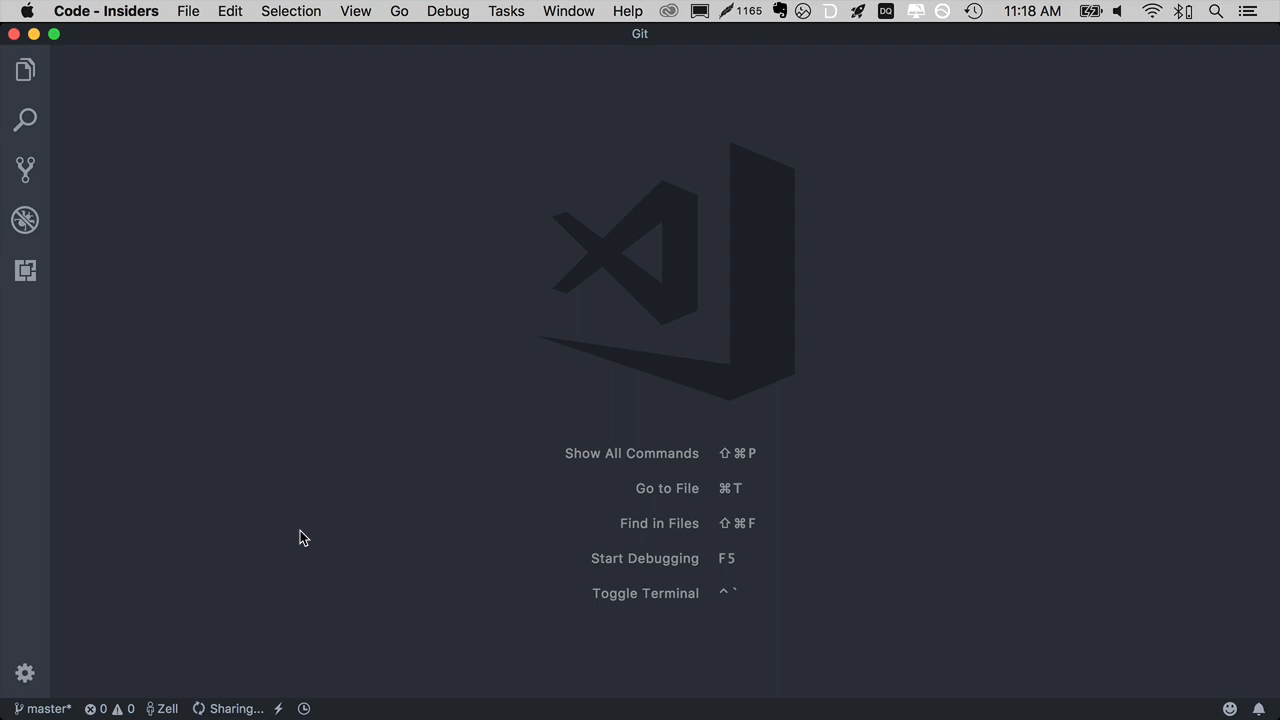 Code - Insiders File Edit Selection View Go Debug Tasks Window Help 1165 DQ 11:18 AM
Git
Show All Commands ⇧⌘P
Go to File ⌘T
Find in Files ⇧⌘F
Start Debugging F5
Toggle Terminal ^`
master* 0 0 Zell Sharing...